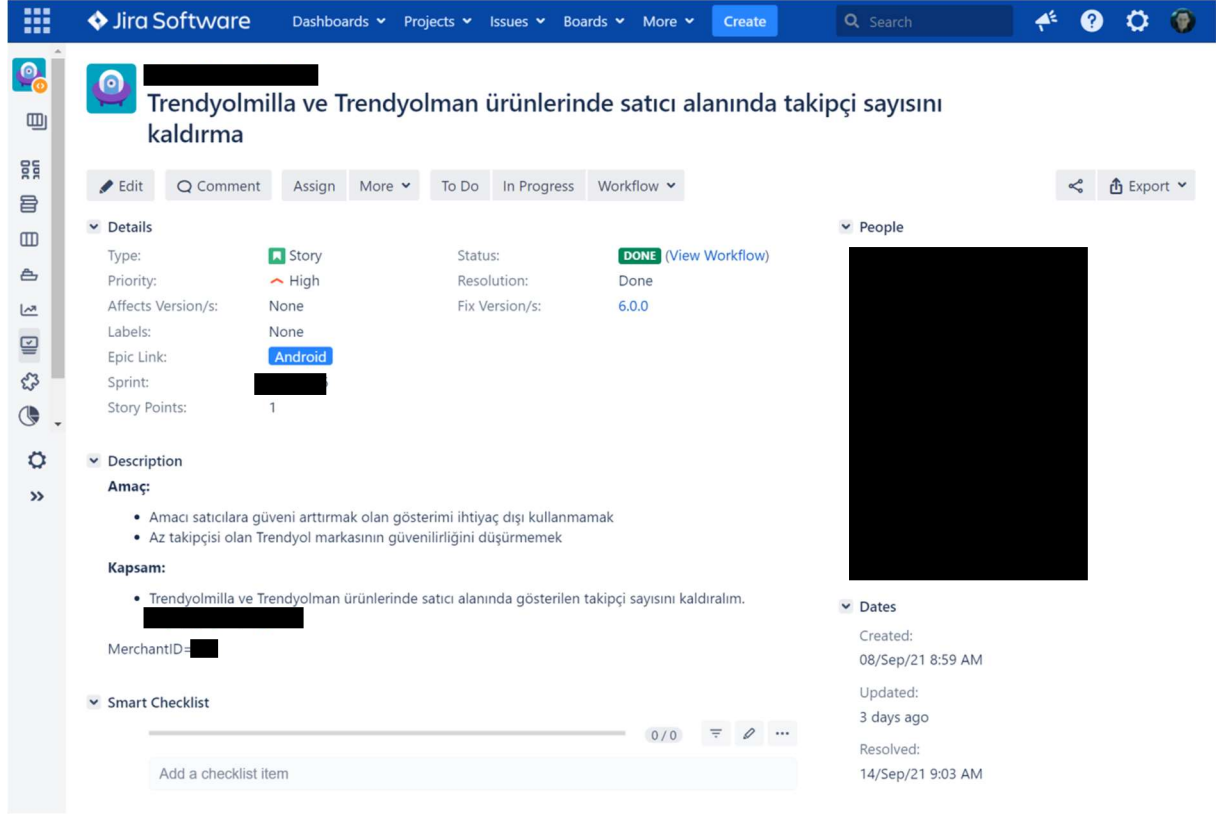 Jira Software Dashboards Projects Issues Boards More Create Search
Trendyolmilla ve Trendyolman ürünlerinde satıcı alanında takipçi sayısını
kaldırma
Edit Comment Assign More To Do In Progress Workflow Export
Details
Type: Story Status: DONE (View Workflow)
Priority: High Resolution: Done
Affects Version/s: None Fix Version/s: 6.0.0
Labels: None
Epic Link: Android
Sprint:
Story Points: 1
Description
Amaç:
• Amacı satıcılara güveni arttırmak olan gösterimi ihtiyaç dışı kullanmamak
• Az takipçisi olan Trendyol markasının güvenilirliğini düşürmemek
Kapsam:
• Trendyolmilla ve Trendyolman ürünlerinde satıcı alanında gösterilen takipçi sayısını kaldıralım.
MerchantID=
Smart Checklist
0 / 0
Add a checklist item
People
Dates
Created:
08/Sep/21 8:59 AM
Updated:
3 days ago
Resolved:
14/Sep/21 9:03 AM